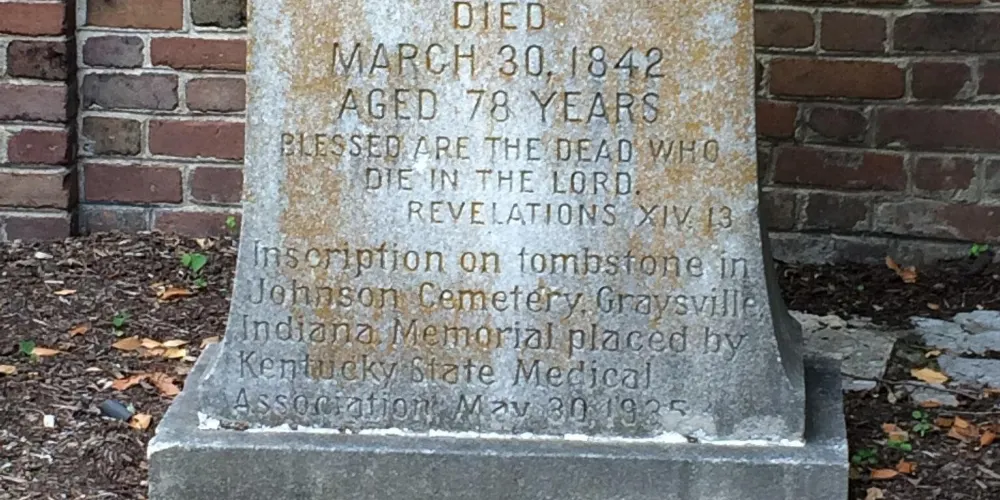 DIED
MARCH 30, 1842
AGED 78 YEARS
BLESSED ARE THE DEAD WHO
DIE IN THE LORD.
REVELATIONS XIV. 13
Inscription on tombstone in
Johnson Cemetery, Graysville,
Indiana. Memorial placed by
Kentucky State Medical
Association, May 30, 1935